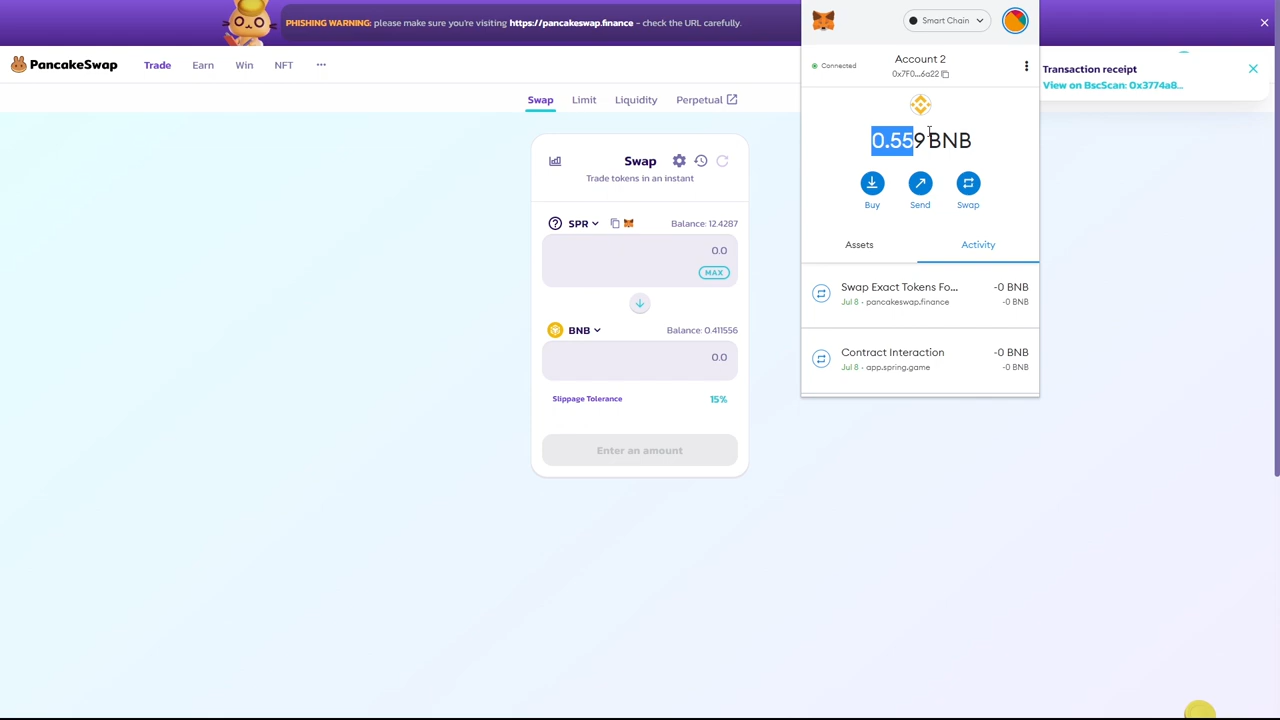 PHISHING WARNING: please make sure you're visiting https://pancakeswap.finance - check the URL carefully.
PancakeSwap
Trade
Earn
Win
NFT
Swap
Limit
Liquidity
Perpetual
Swap
Trade tokens in an instant
SPR
Balance: 12.4287
0.0
MAX
BNB
Balance: 0.411556
0.0
Slippage Tolerance
15%
Enter an amount
Smart Chain
Connected
Account 2
0x7F0...6a22
0.559 BNB
Buy
Send
Swap
Assets
Activity
Swap Exact Tokens Fo...
-0 BNB
Jul 8 · pancakeswap.finance
-0 BNB
Contract Interaction
-0 BNB
Jul 8 · app.spring.game
-0 BNB
Transaction receipt
View on BscScan: 0x3774a8...